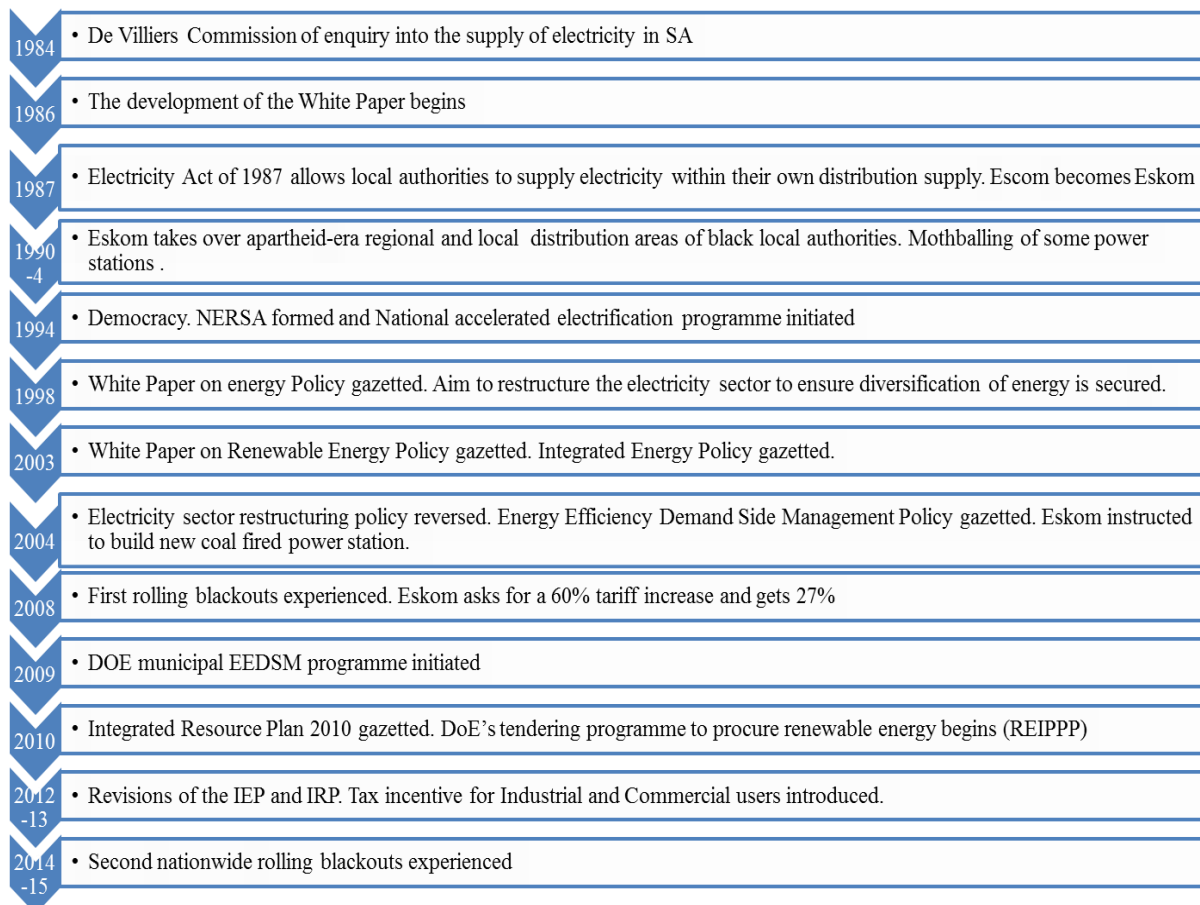 1984
• De Villiers Commission of enquiry into the supply of electricity in SA
1986
• The development of the White Paper begins
1987
• Electricity Act of 1987 allows local authorities to supply electricity within their own distribution supply. Escom becomes Eskom
1990
-4
• Eskom takes over apartheid-era regional and local distribution areas of black local authorities. Mothballing of some power
stations .
1994
• Democracy. NERSA formed and National accelerated electrification programme initiated
1998
• White Paper on energy Policy gazetted. Aim to restructure the electricity sector to ensure diversification of energy is secured.
2003
• White Paper on Renewable Energy Policy gazetted. Integrated Energy Policy gazetted.
2004
• Electricity sector restructuring policy reversed. Energy Efficiency Demand Side Management Policy gazetted. Eskom instructed
to build new coal fired power station.
2008
• First rolling blackouts experienced. Eskom asks for a 60% tariff increase and gets 27%
2009
• DOE municipal EEDSM programme initiated
2010
• Integrated Resource Plan 2010 gazetted. DoE's tendering programme to procure renewable energy begins (REIPPP)
2012
-13
• Revisions of the IEP and IRP. Tax incentive for Industrial and Commercial users introduced.
2014
-15
• Second nationwide rolling blackouts experienced